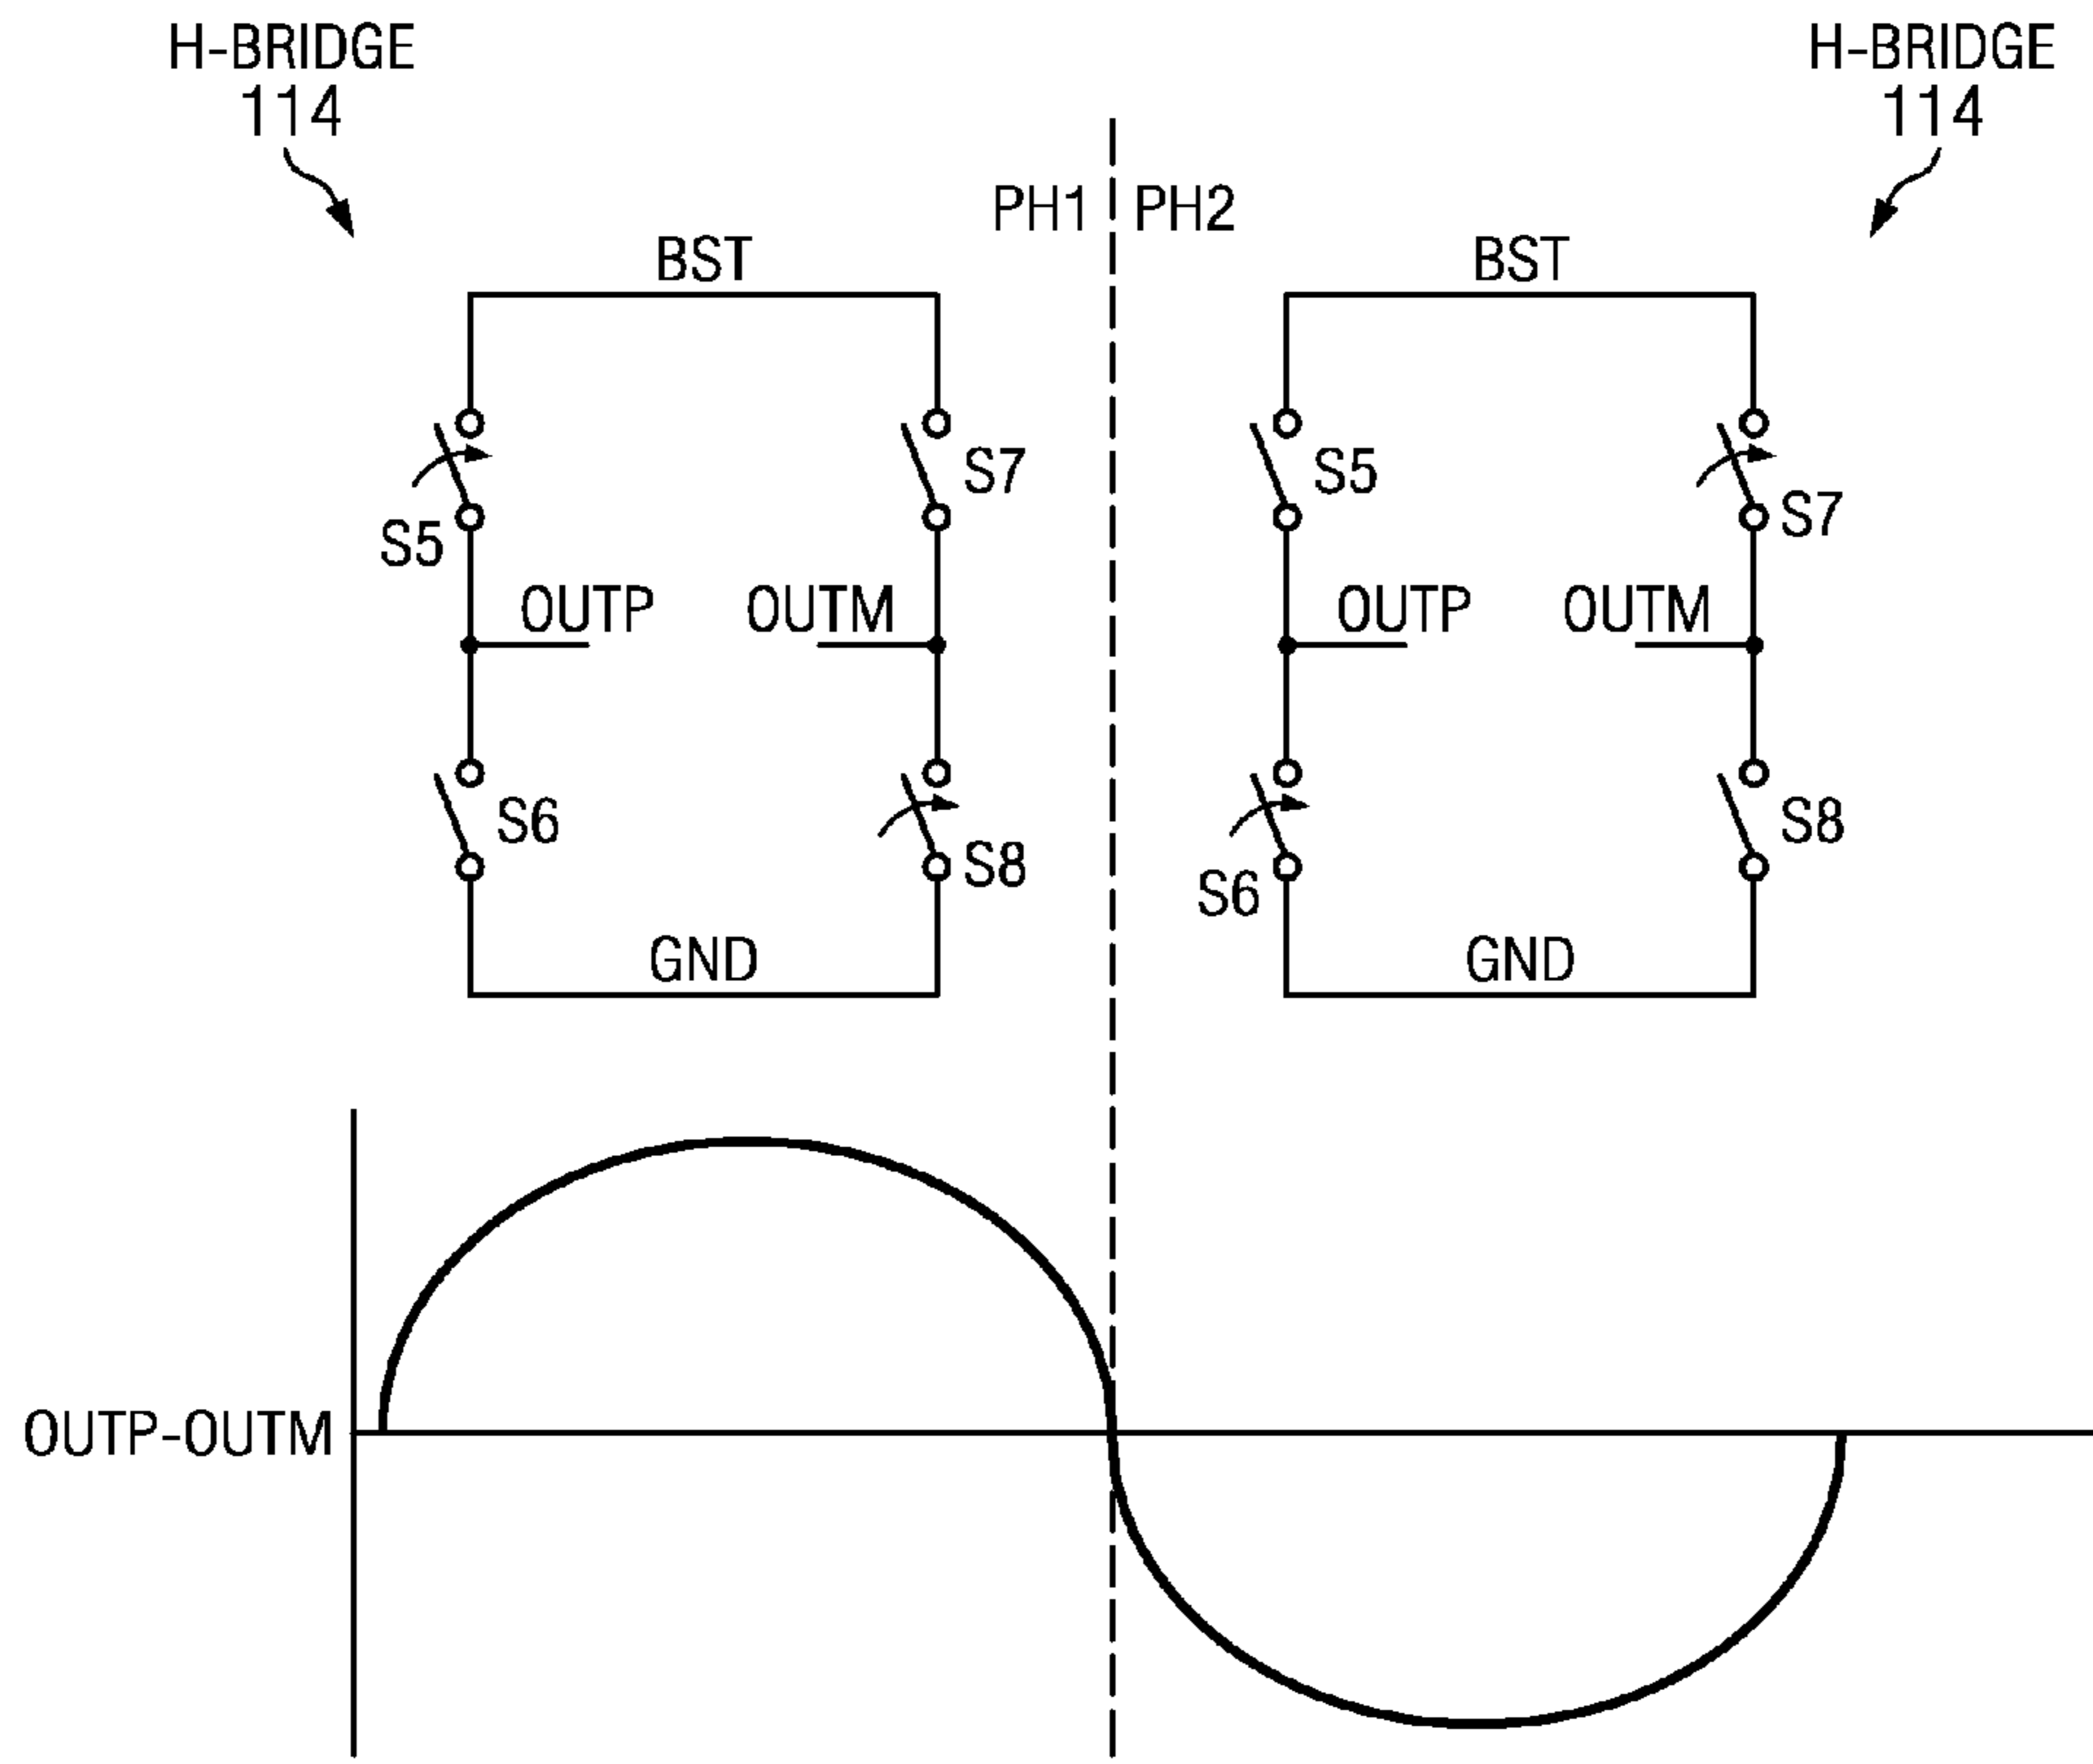 H-BRIDGE
114
H-BRIDGE
114
PH1
PH2
BST
BST
S5
S7
S5
S7
OUTP
OUTM
OUTP
OUTM
S6
S8
S6
S8
GND
GND
OUTP-OUTM